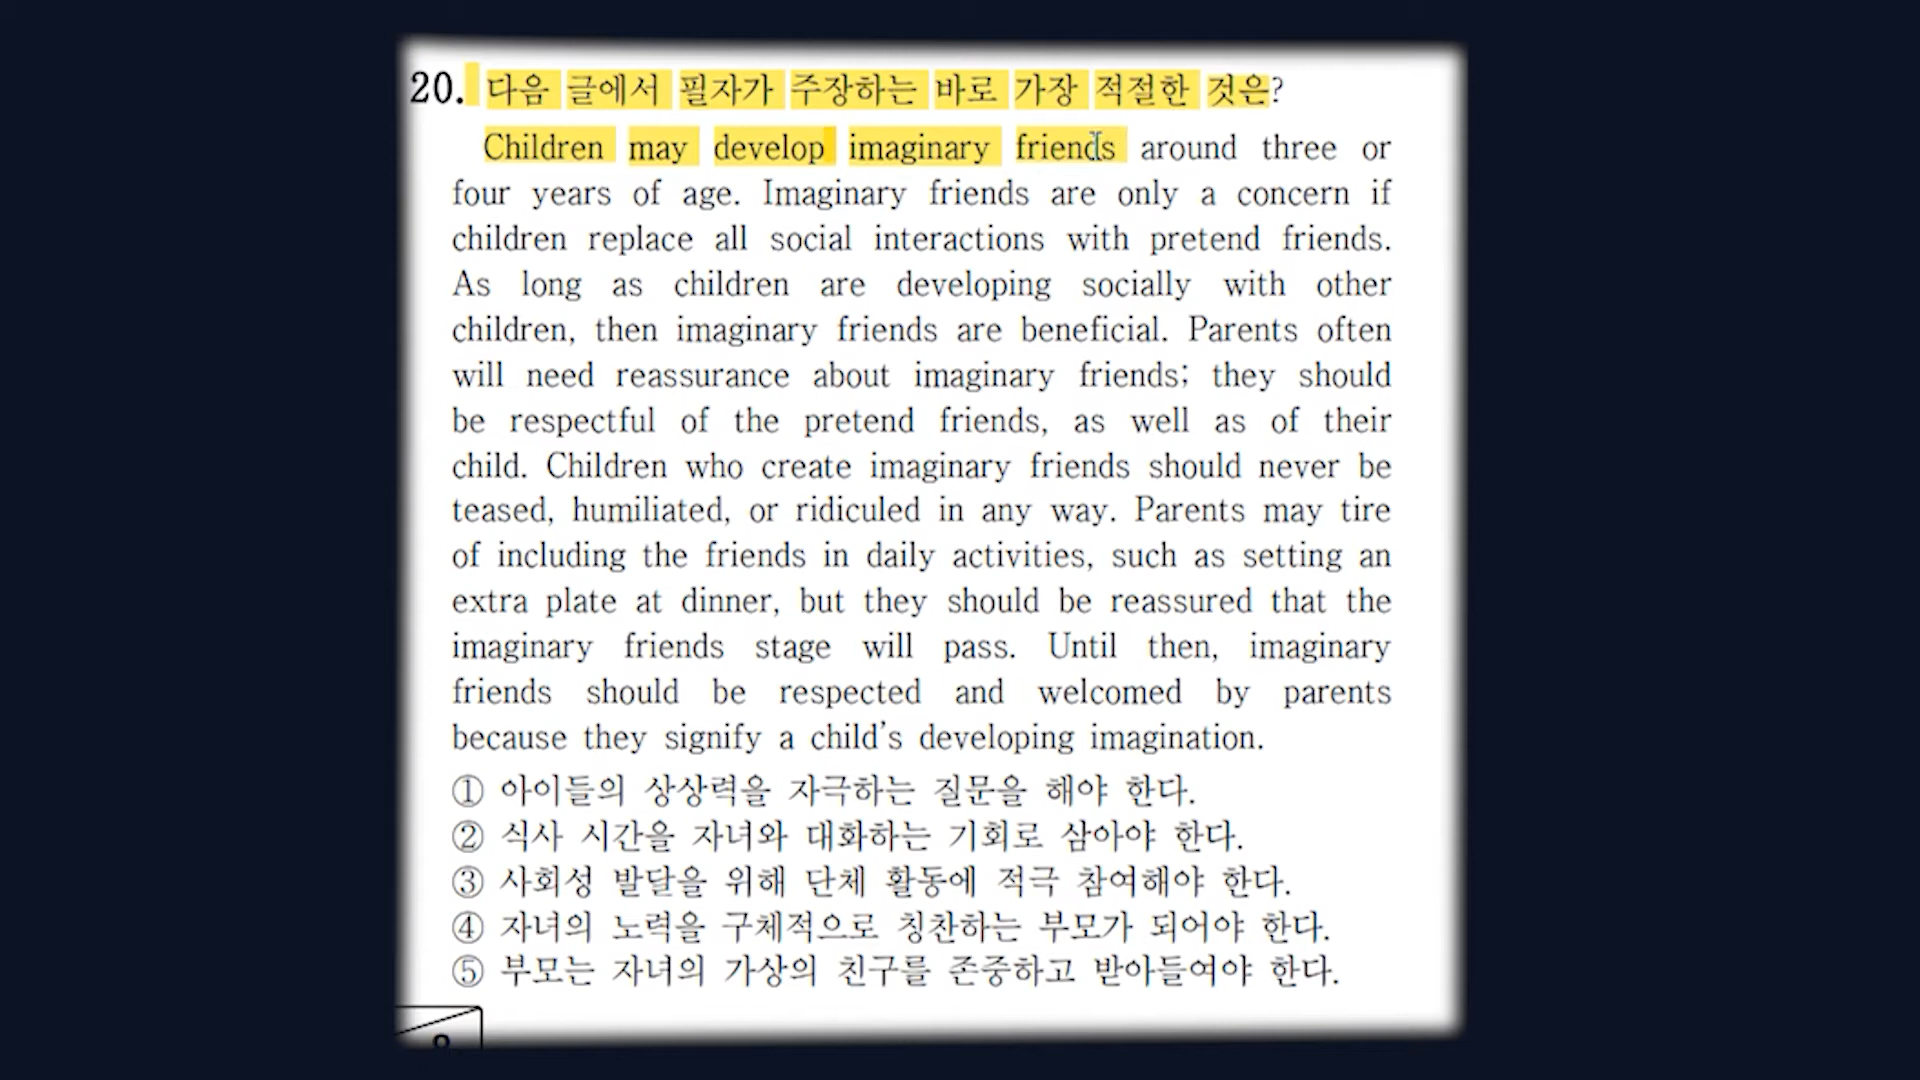 20. 다음 글에서 필자가 주장하는 바로 가장 적절한 것은?
Children may develop imaginary friends around three or
four years of age. Imaginary friends are only a concern if
children replace all social interactions with pretend friends.
As long as children are developing socially with other
children, then imaginary friends are beneficial. Parents often
will need reassurance about imaginary friends; they should
be respectful of the pretend friends, as well as of their
child. Children who create imaginary friends should never be
teased, humiliated, or ridiculed in any way. Parents may tire
of including the friends in daily activities, such as setting an
extra plate at dinner, but they should be reassured that the
imaginary friends stage will pass. Until then, imaginary
friends should be respected and welcomed by parents
because they signify a child's developing imagination.
① 아이들의 상상력을 자극하는 질문을 해야 한다.
② 식사 시간을 자녀와 대화하는 기회로 삼아야 한다.
③ 사회성 발달을 위해 단체 활동에 적극 참여해야 한다.
④ 자녀의 노력을 구체적으로 칭찬하는 부모가 되어야 한다.
⑤ 부모는 자녀의 가상의 친구를 존중하고 받아들여야 한다.